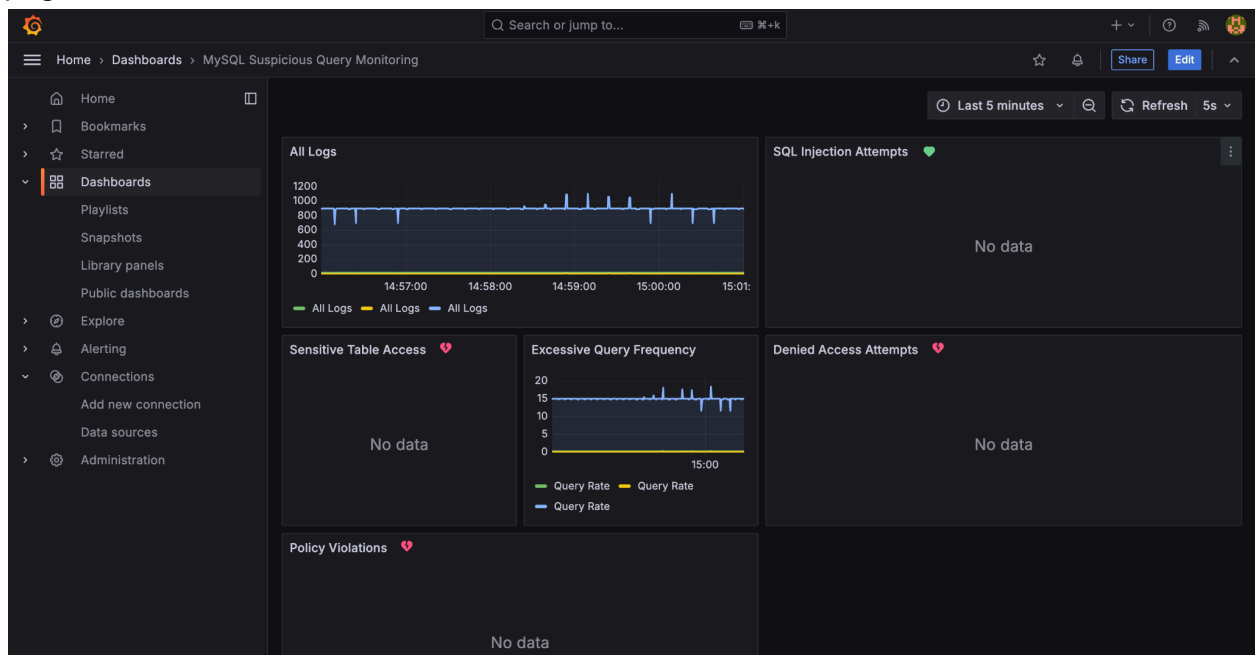 Search or jump to... ⌘+k
Home › Dashboards › MySQL Suspicious Query Monitoring
Share
Edit
Home
Bookmarks
Starred
Dashboards
Playlists
Snapshots
Library panels
Public dashboards
Explore
Alerting
Connections
Add new connection
Data sources
Administration
Last 5 minutes
Refresh 5s
All Logs
1200
1000
800
600
400
200
0
14:57:00 14:58:00 14:59:00 15:00:00 15:01:
All Logs All Logs All Logs
SQL Injection Attempts
No data
Sensitive Table Access
No data
Excessive Query Frequency
20
15
10
5
0
15:00
Query Rate Query Rate
Query Rate
Denied Access Attempts
No data
Policy Violations
No data